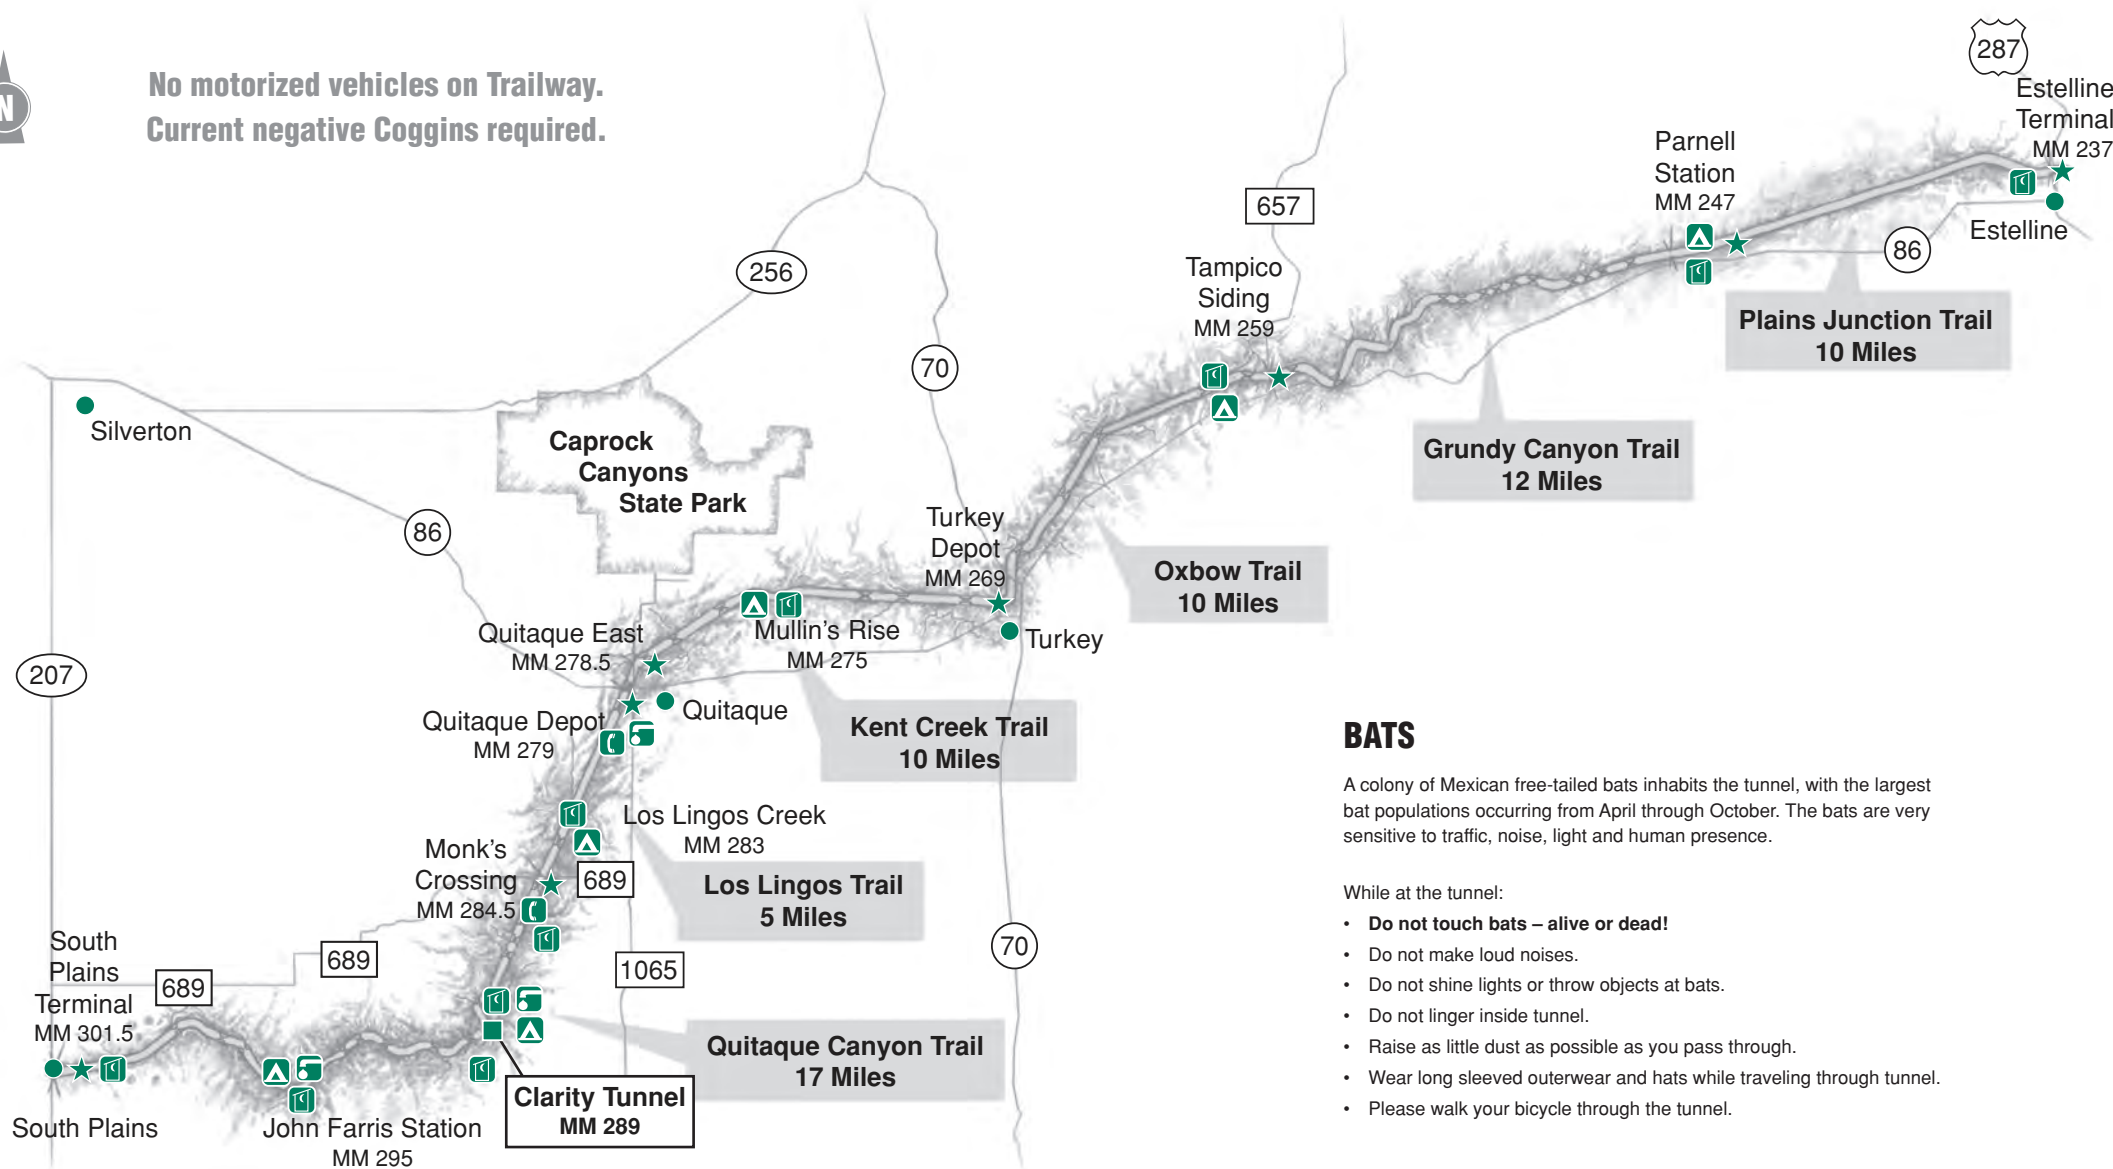 N
No motorized vehicles on Trailway.
Current negative Coggins required.
287
Estelline
Terminal
MM 237
Parnell
Station
MM 247
657
Estelline
86
Tampico
Siding
MM 259
256
Plains Junction Trail
10 Miles
70
Silverton
Caprock
Canyons
State Park
Grundy Canyon Trail
12 Miles
86
Turkey
Depot
MM 269
Oxbow Trail
10 Miles
Quitaque East
MM 278.5
Mullin’s Rise
MM 275
Turkey
207
Quitaque Depot
MM 279
Quitaque
Kent Creek Trail
10 Miles
Los Lingos Creek
MM 283
Monk’s
Crossing
MM 284.5
689
Los Lingos Trail
5 Miles
South
Plains
Terminal
MM 301.5
689
689
1065
70
Quitaque Canyon Trail
17 Miles
Clarity Tunnel
MM 289
South Plains
John Farris Station
MM 295
BATS
A colony of Mexican free-tailed bats inhabits the tunnel, with the largest
bat populations occurring from April through October. The bats are very
sensitive to traffic, noise, light and human presence.
While at the tunnel:
• Do not touch bats – alive or dead!
• Do not make loud noises.
• Do not shine lights or throw objects at bats.
• Do not linger inside tunnel.
• Raise as little dust as possible as you pass through.
• Wear long sleeved outerwear and hats while traveling through tunnel.
• Please walk your bicycle through the tunnel.